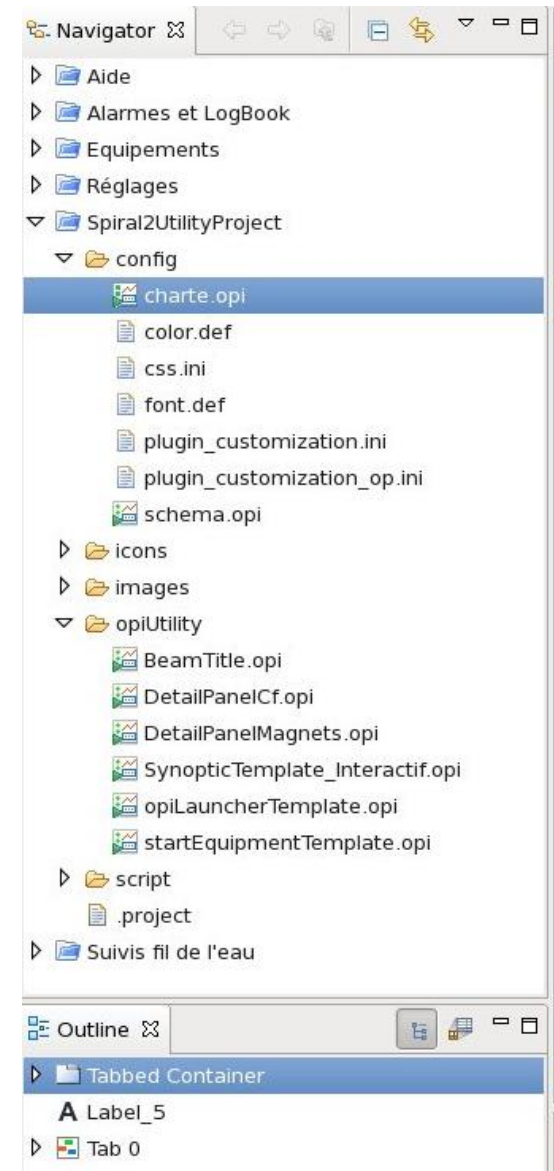 Navigator
Aide
Alarmes et LogBook
Equipements
Réglages
Spiral2UtilityProject
config
charte.opi
color.def
css.ini
font.def
plugin_customization.ini
plugin_customization_op.ini
schema.opi
icons
images
opiUtility
BeamTitle.opi
DetailPanelCf.opi
DetailPanelMagnets.opi
SynopticTemplate_Interactif.opi
opiLauncherTemplate.opi
startEquipmentTemplate.opi
script
.project
Suivis fil de l'eau
Outline
Tabbed Container
A Label_5
Tab 0